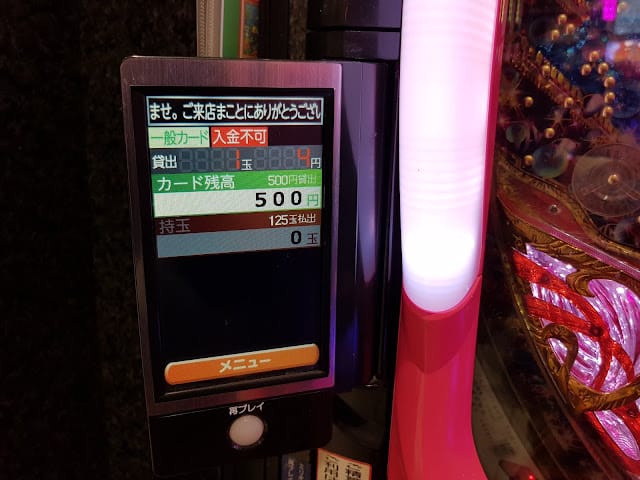 ませ。ご来店まことにありがとうござい
一般カード 入金不可
貸出 1玉 4円
カード残高 500円貸出
500円
持玉 125玉払出
0玉
メニュー
再プレイ